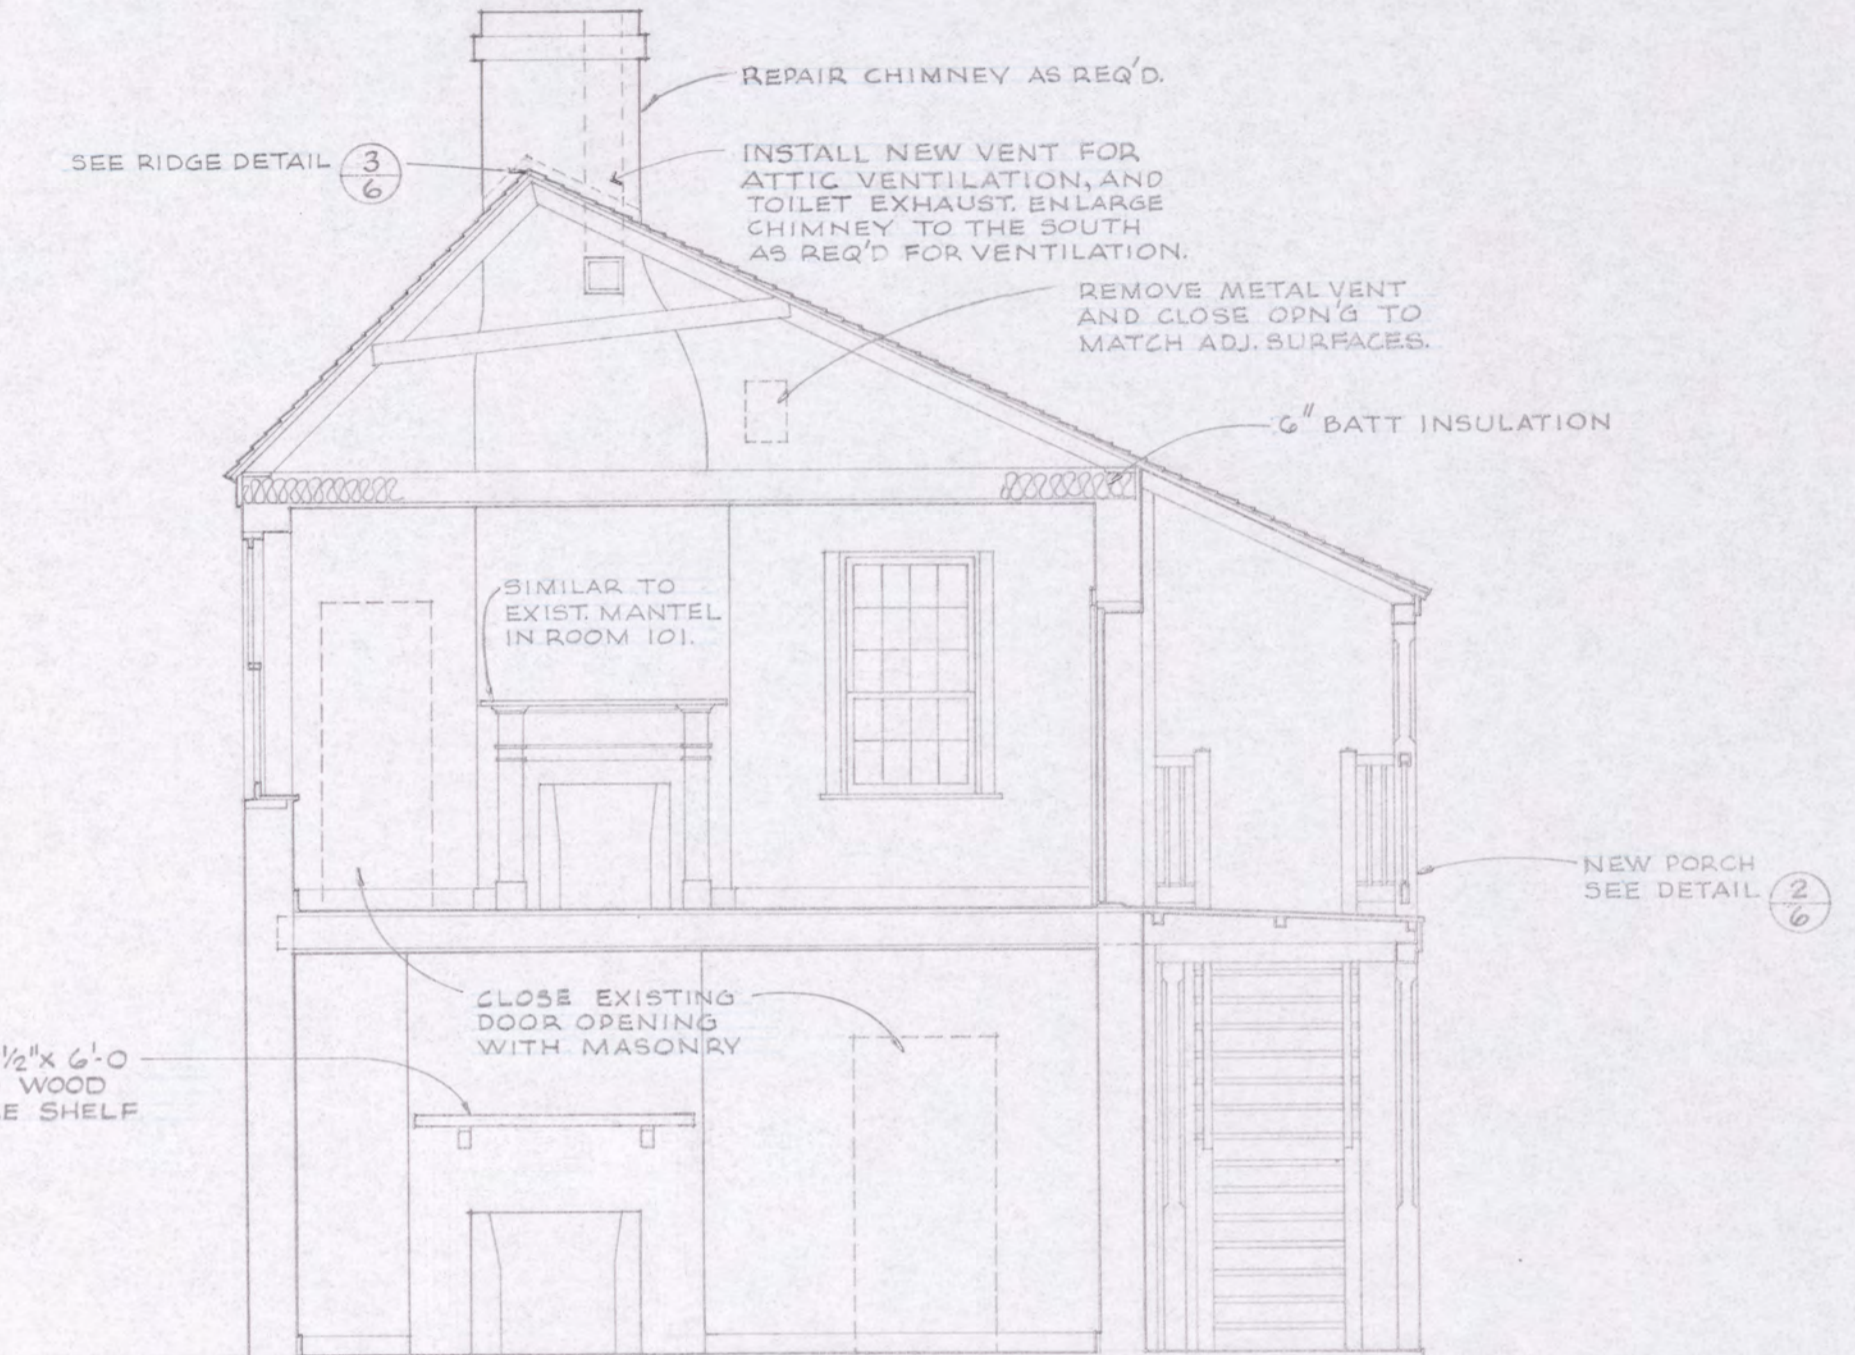 REPAIR CHIMNEY AS REQ'D.
SEE RIDGE DETAIL 3/6
INSTALL NEW VENT FOR
ATTIC VENTILATION, AND
TOILET EXHAUST. ENLARGE
CHIMNEY TO THE SOUTH
AS REQ'D FOR VENTILATION.
REMOVE METAL VENT
AND CLOSE OPN'G TO
MATCH ADJ. SURFACES.
6" BATT INSULATION
SIMILAR TO
EXIST. MANTEL
IN ROOM 101.
NEW PORCH
SEE DETAIL 2/6
CLOSE EXISTING
DOOR OPENING
WITH MASONRY
1/2" X 6'-0
WOOD
SHELF